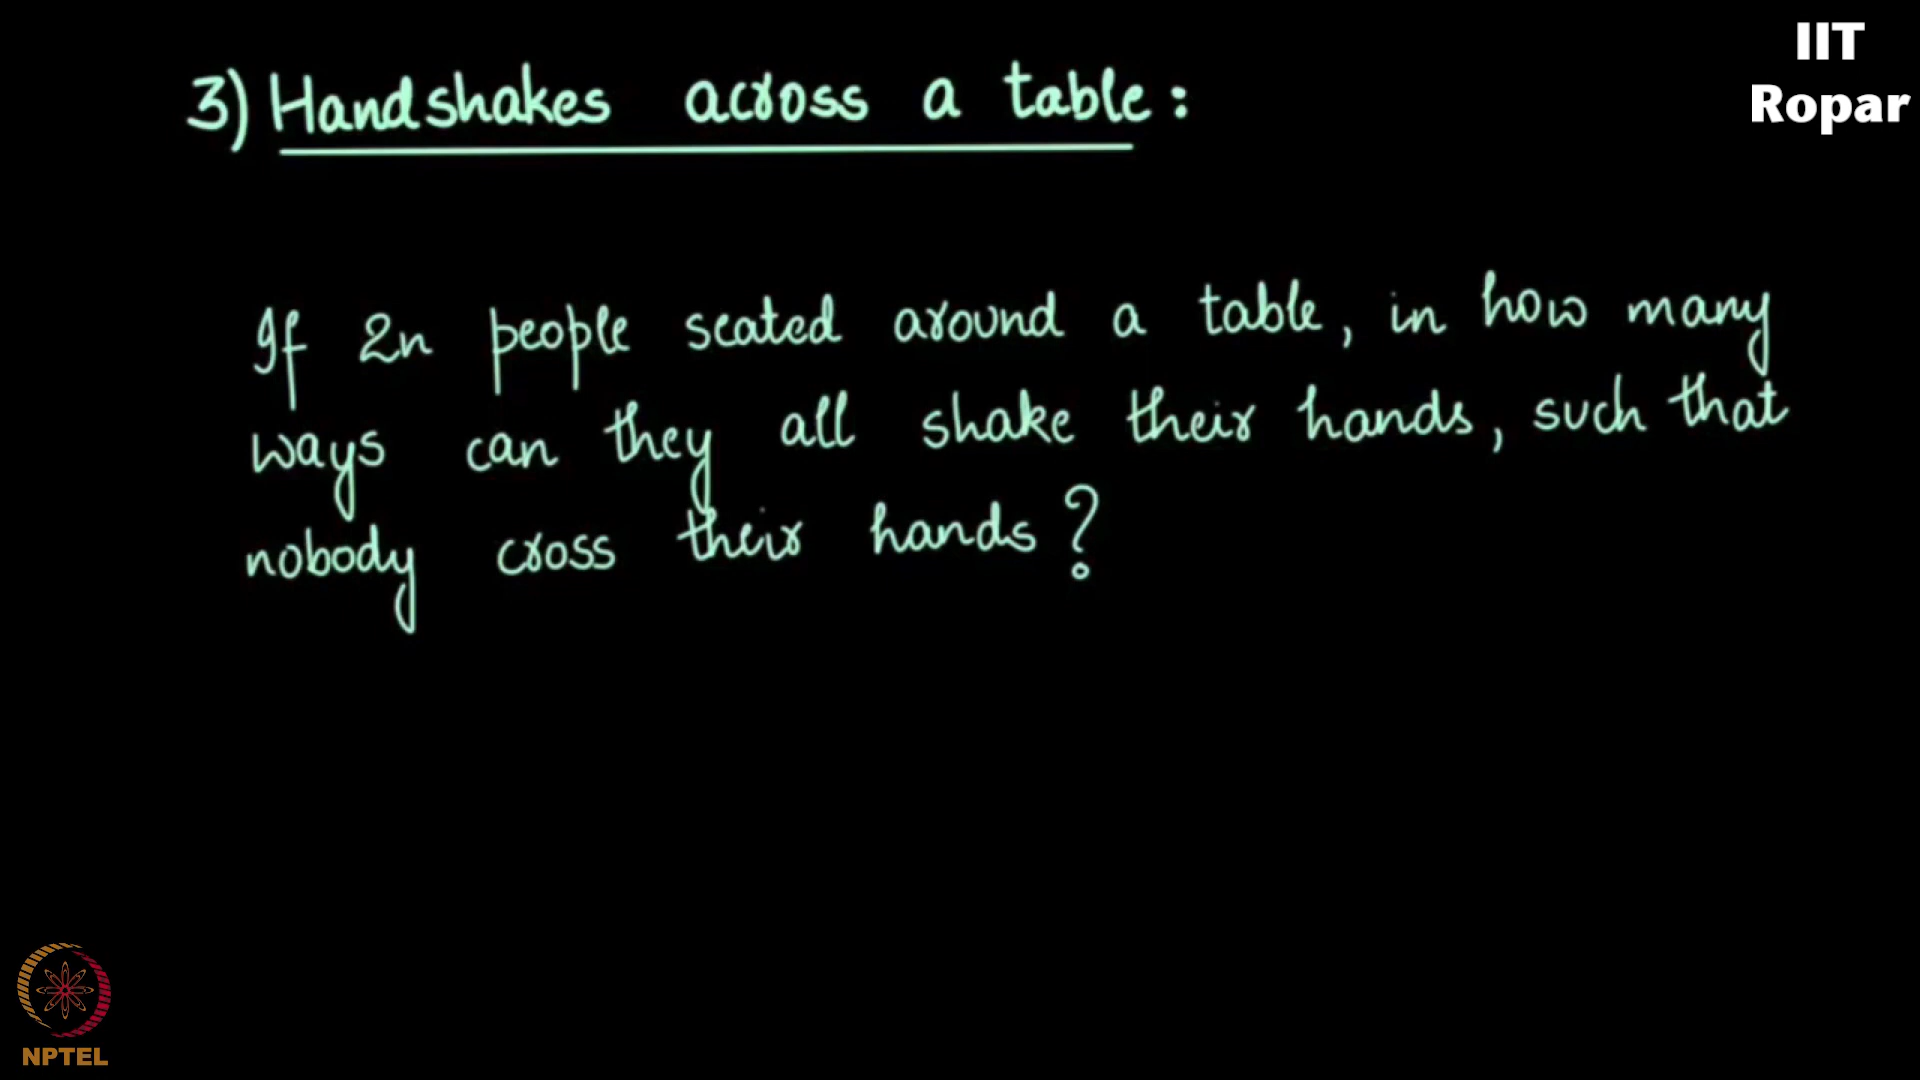 IIT
Ropar
3) Handshakes across a table:
If 2n people seated around a table, in how many
ways can they all shake their hands, such that
nobody cross their hands?
NPTEL